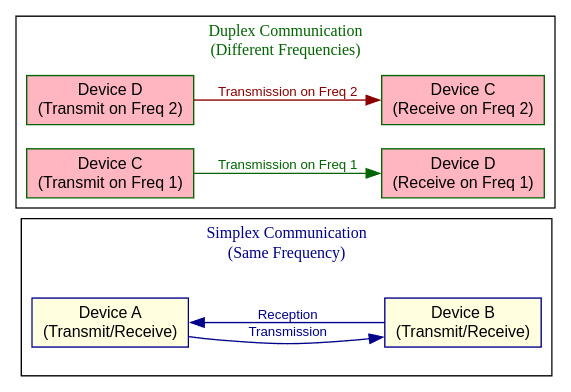 Duplex Communication
(Different Frequencies)
Device D
(Transmit on Freq 2)
Transmission on Freq 2
Device C
(Receive on Freq 2)
Device C
(Transmit on Freq 1)
Transmission on Freq 1
Device D
(Receive on Freq 1)
Simplex Communication
(Same Frequency)
Device A
(Transmit/Receive)
Reception
Transmission
Device B
(Transmit/Receive)